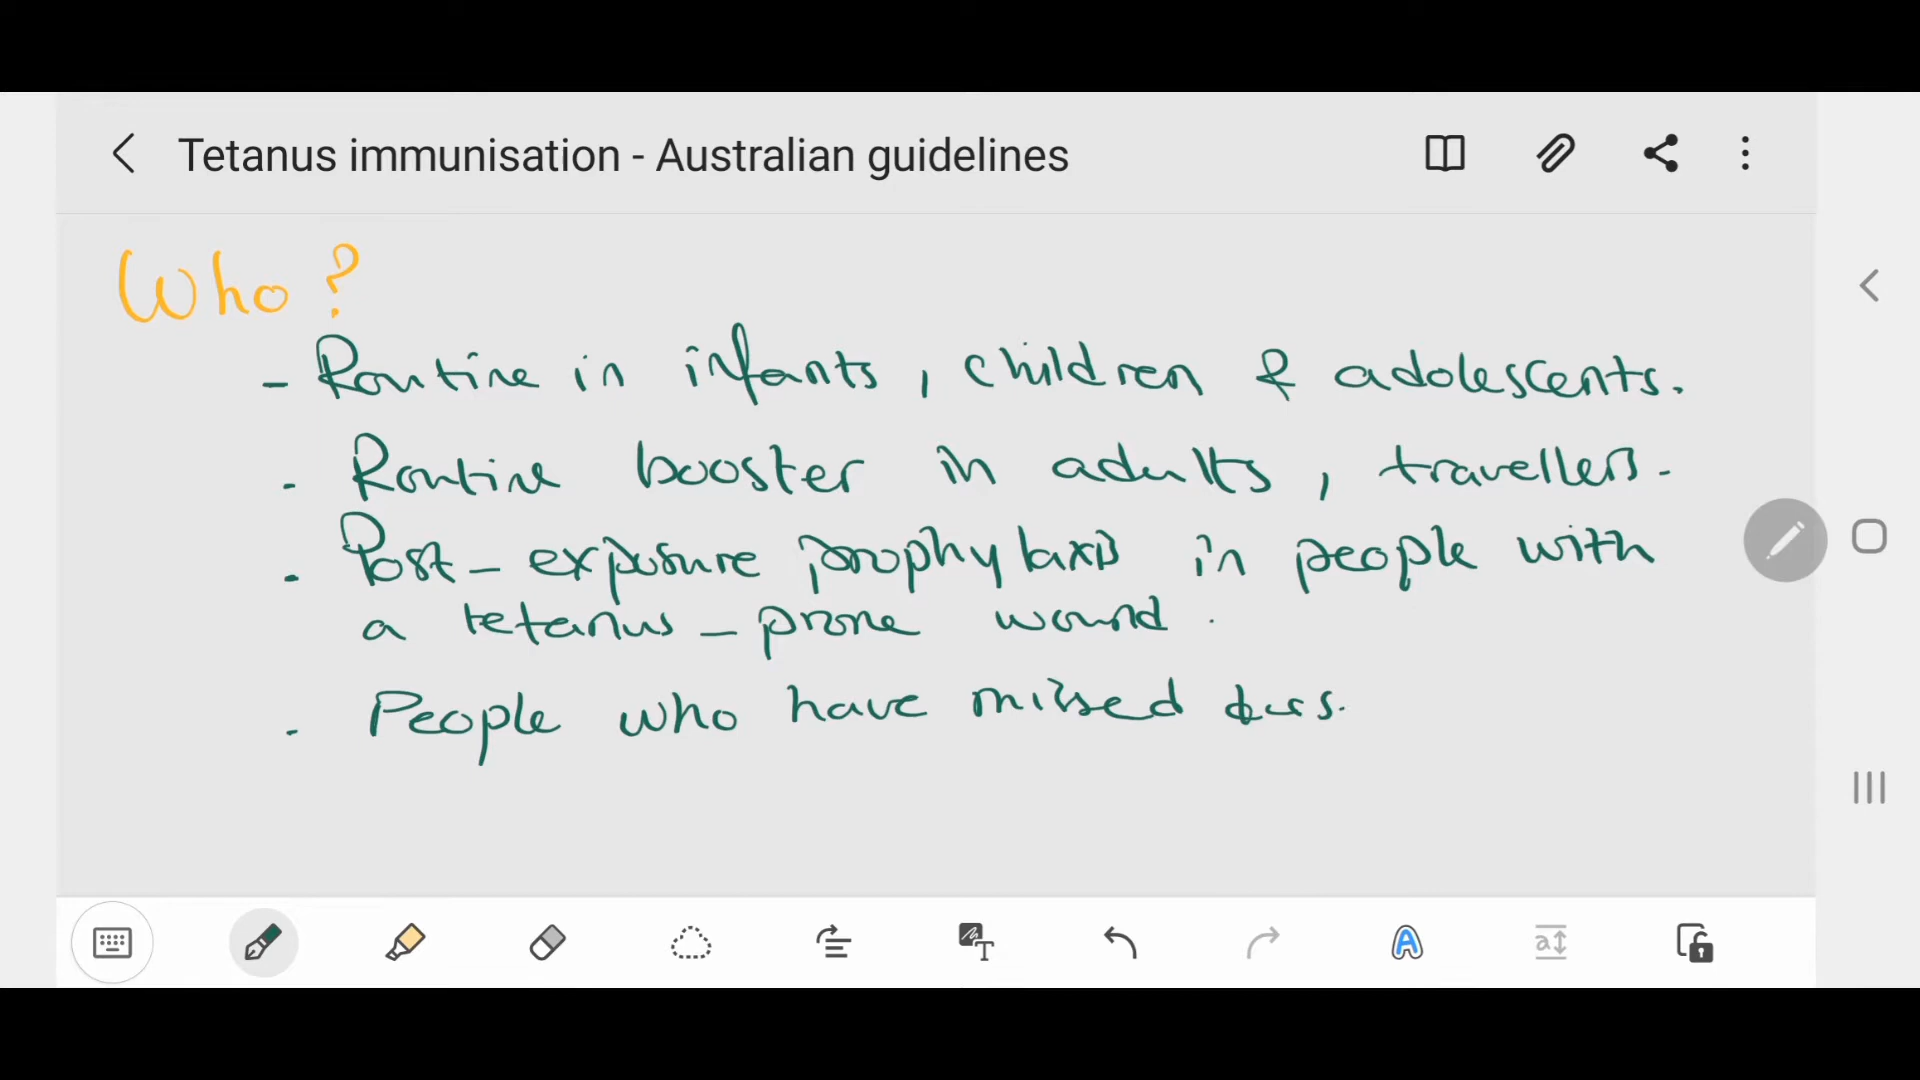 Tetanus immunisation - Australian guidelines
Who?
- Routine in infants, children & adolescents.
. Routine booster in adults, travellers.
. Post-exposure prophylaxis in people with
a tetanus-prone wound.
. People who have missed